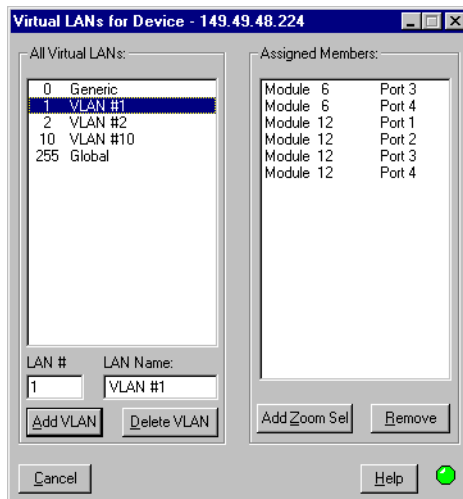 Virtual LANs for Device - 149.49.48.224
All Virtual LANs:
0 Generic
1 VLAN #1
2 VLAN #2
10 VLAN #10
255 Global
LAN # LAN Name:
1 VLAN #1
Add VLAN Delete VLAN
Assigned Members:
Module 6 Port 3
Module 6 Port 4
Module 12 Port 1
Module 12 Port 2
Module 12 Port 3
Module 12 Port 4
Add Zoom Sel Remove
Cancel Help